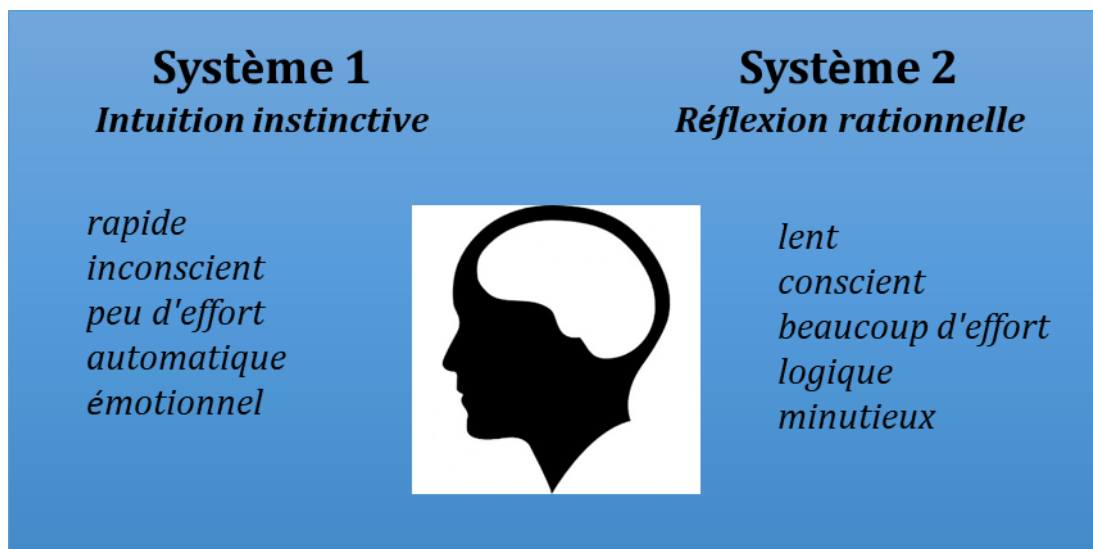 Système 1
Intuition instinctive
rapide
inconscient
peu d'effort
automatique
émotionnel
Système 2
Réflexion rationnelle
lent
conscient
beaucoup d'effort
logique
minutieux